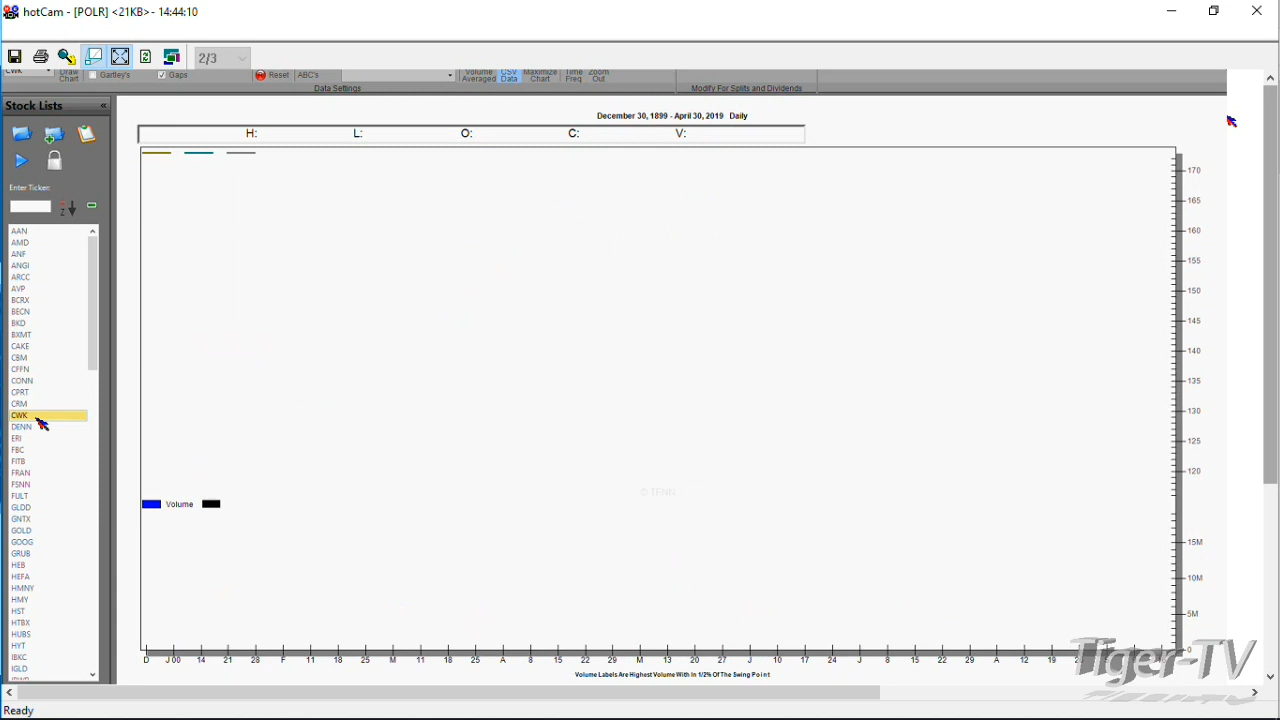 hotCam - [POLR] <21KB> - 14:44:10
2/3
CWK Draw Chart Gartley's Gaps Reset ABC's Volume Averaged CSV Data Maximize Chart Time Freq Zoom Out
Data Settings Modify For Splits and Dividends
Stock Lists «
December 30, 1899 - April 30, 2019 Daily
H: L: O: C: V:
Enter Ticker:
AAN
AMD
ANF
ANGI
ARCC
AVP
BCRX
BECN
BKD
BXMT
CAKE
CBM
CFFN
CONN
CPRT
CRM
CWK
DENN
ERI
FBC
FITB
FRAN
FSNN
FULT
GLDD
GNTX
GOLD
GOOG
GRUB
HEB
HEFA
HMNY
HMY
HST
HTBX
HUBS
HYT
IBKC
IGLD
170
165
160
155
150
145
140
135
130
125
120
© TFNN
Volume
15M
10M
5M
0
D J 00 14 21 28 F 11 18 25 M 11 18 A 8 15 22 29 M 13 20 27 J 10 17 24 J 8 15 22 29 A 12 19
Volume Labels Are Highest Volume With In 1/2% Of The Swing Point
Tiger-TV
Ready